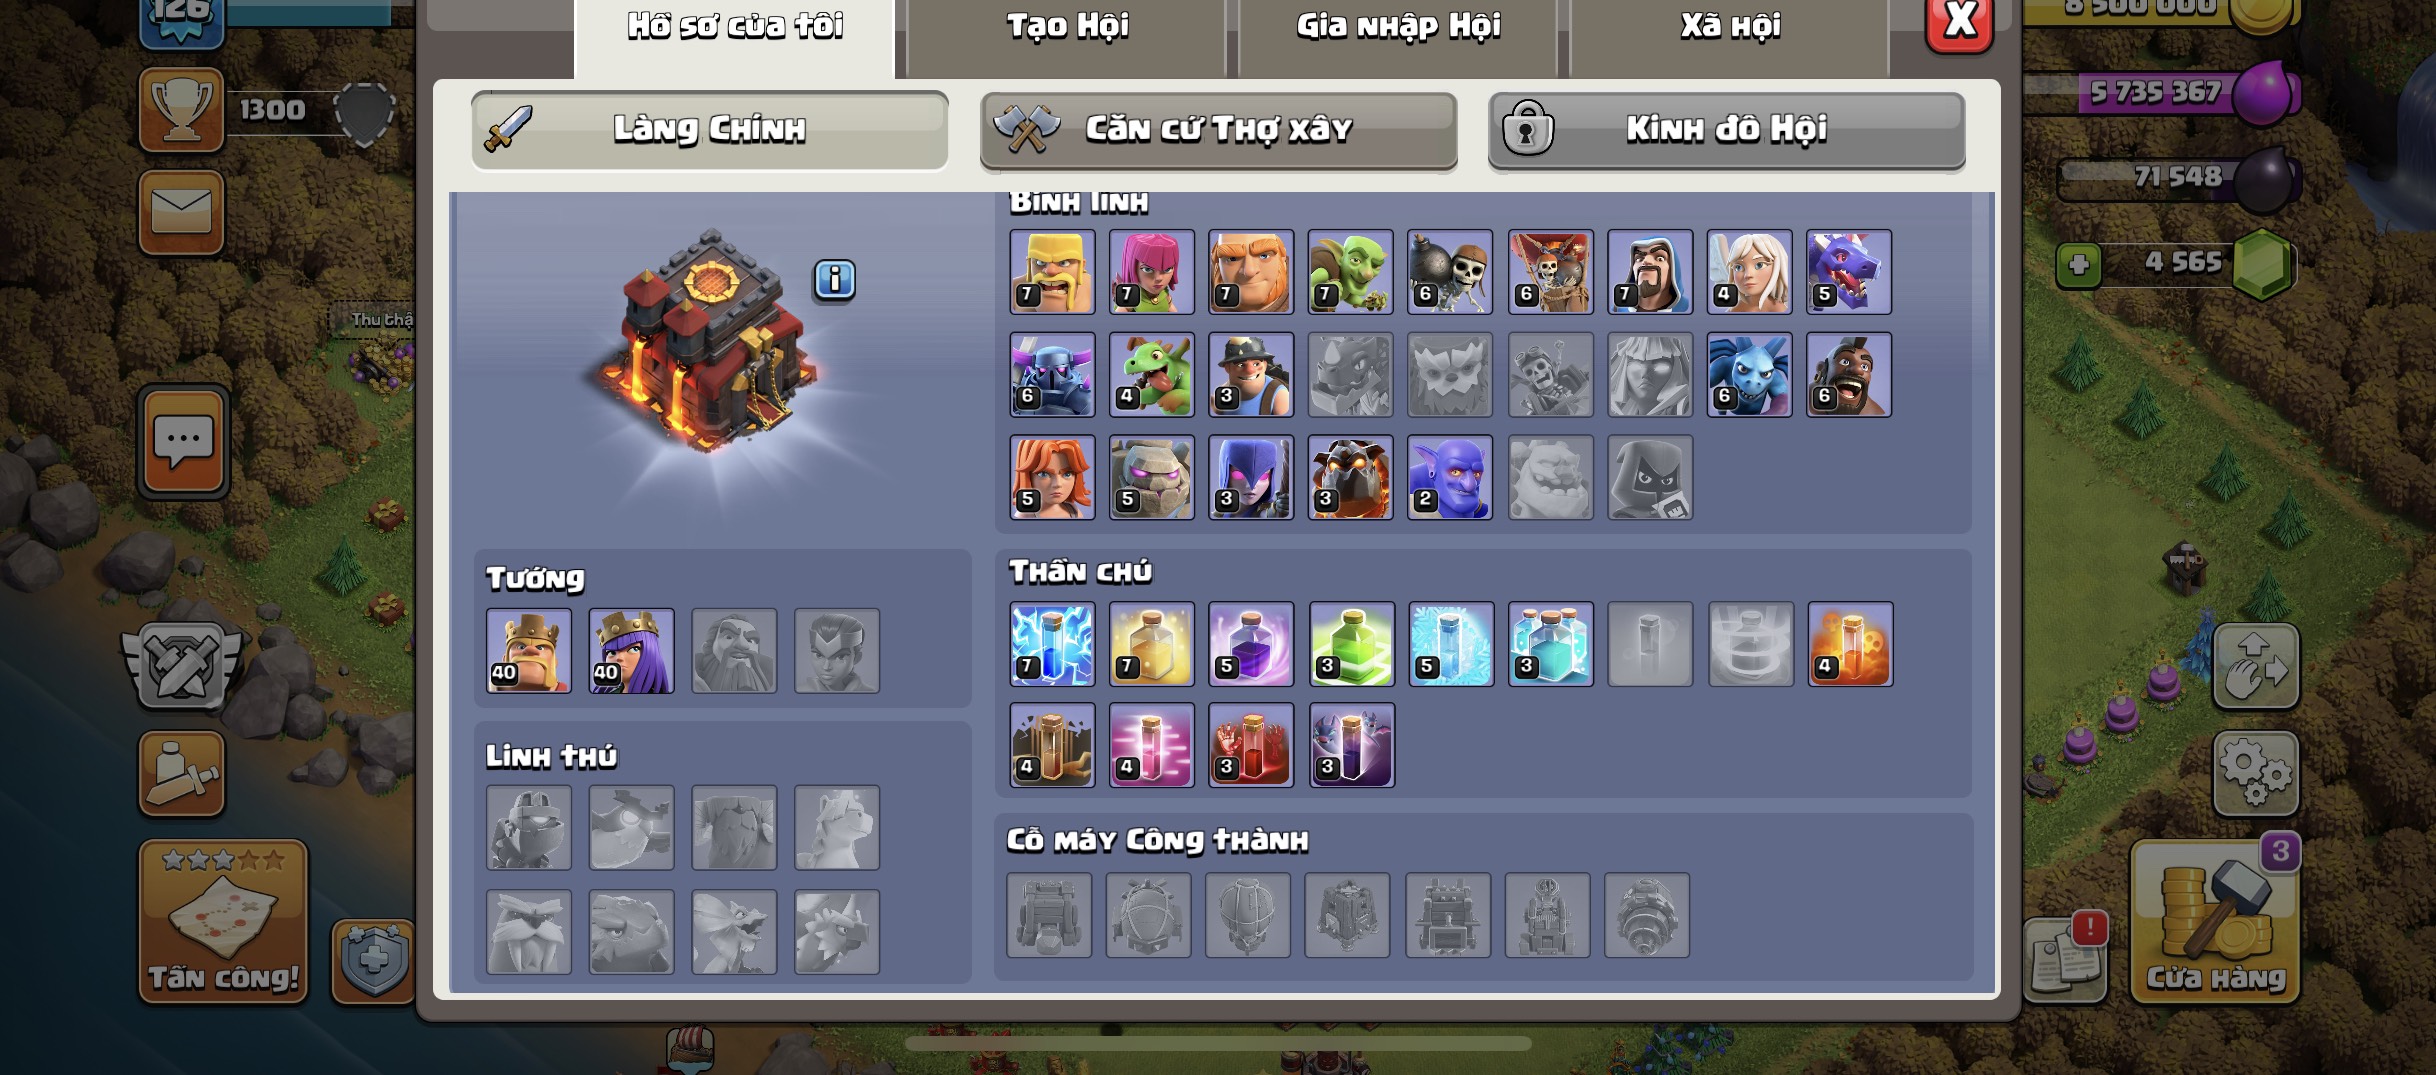 126
Hồ sơ của tôi
Tạo Hội
Gia nhập Hội
Xã hội
X
8 500 000
1300
Làng Chính
Căn cứ Thợ xây
Kinh đô Hội
5 735 367
71 548
4 565
Binh lính
7 7 7 7 6 6 7 4 5
Thu thậ
6 4 3 6 6
5 5 3 3 2
Tướng
40 40
Thần chú
7 7 5 3 5 3 4
4 4 3 3
Linh thú
Cỗ máy Công thành
3
!
Tấn công!
Cửa hàng